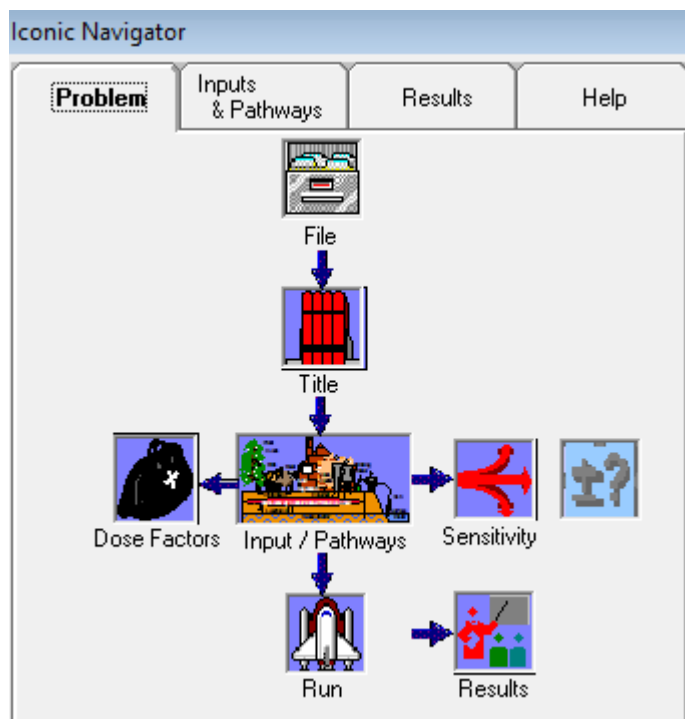 Iconic Navigator
Problem
Inputs
& Pathways
Results
Help
File
Title
Dose Factors
Input / Pathways
Sensitivity
±?
Run
Results